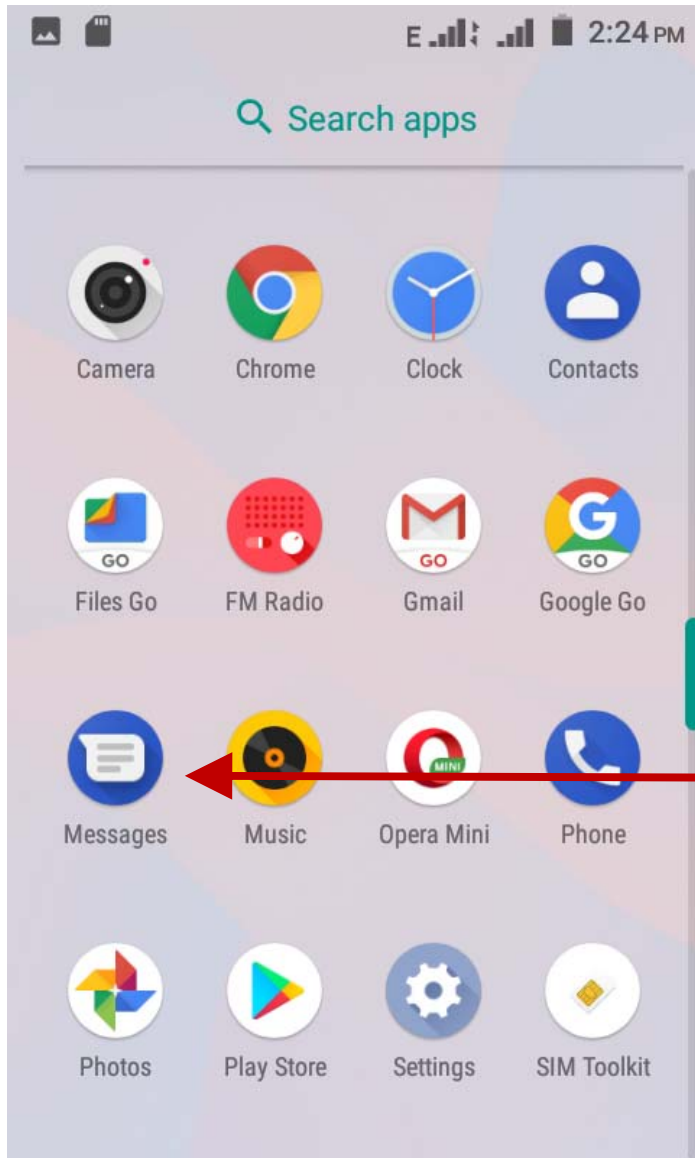 E 2:24 PM
Search apps
Camera Chrome Clock Contacts
GO GO GO
Files Go FM Radio Gmail Google Go
MINI
Messages Music Opera Mini Phone
Photos Play Store Settings SIM Toolkit